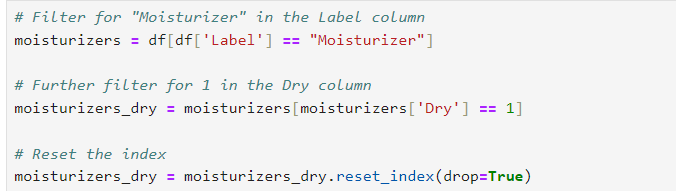 # Filter for "Moisturizer" in the Label column
moisturizers = df[df['Label'] == "Moisturizer"]
# Further filter for 1 in the Dry column
moisturizers_dry = moisturizers[moisturizers['Dry'] == 1]
# Reset the index
moisturizers_dry = moisturizers_dry.reset_index(drop=True)